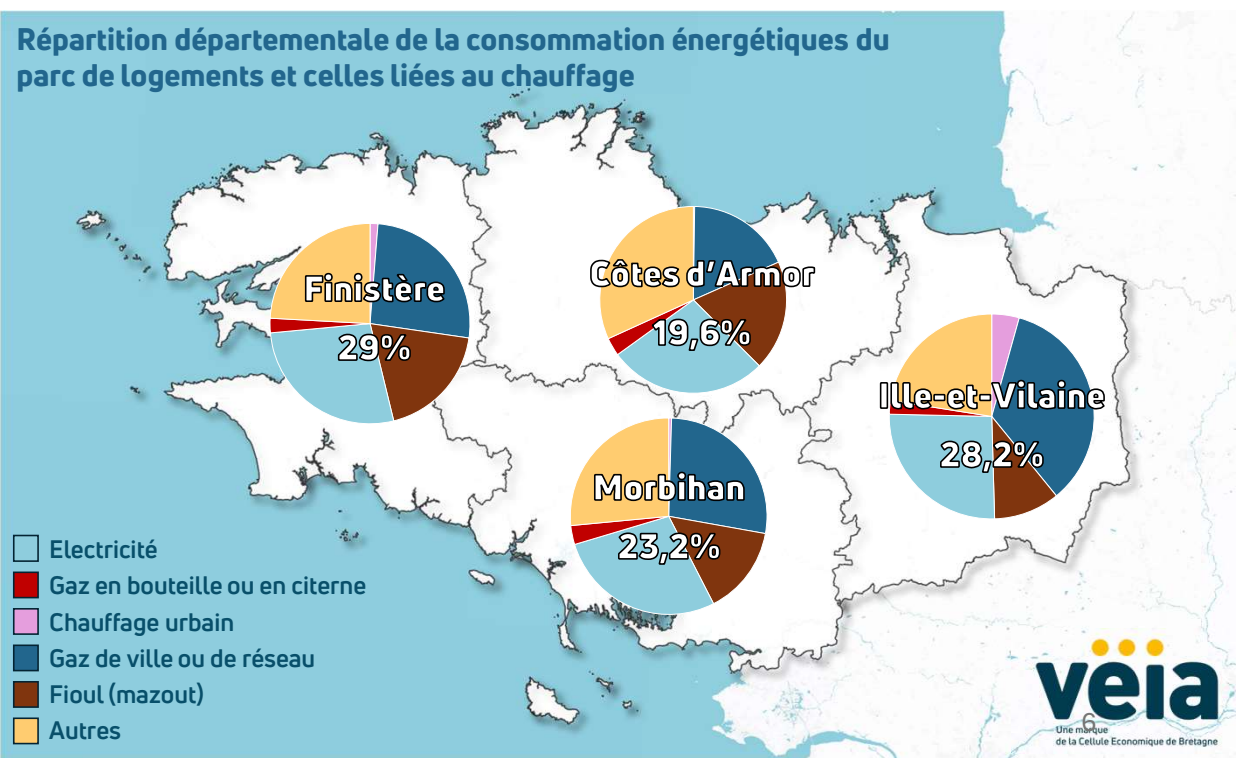 Répartition départementale de la consommation énergétiques du
parc de logements et celles liées au chauffage
Finistère
29%
Côtes d'Armor
19,6%
Ille-et-Vilaine
28,2%
Morbihan
23,2%
Electricité
Gaz en bouteille ou en citerne
Chauffage urbain
Gaz de ville ou de réseau
Fioul (mazout)
Autres
véia
6
Une marque
de la Cellule Economique de Bretagne